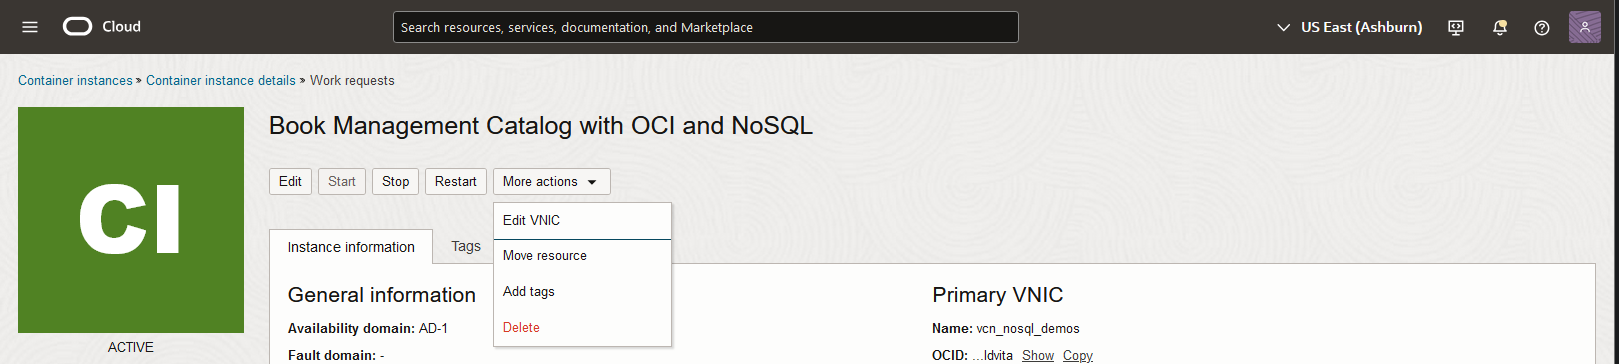 Cloud
Search resources, services, documentation, and Marketplace
US East (Ashburn)
Container instances » Container instance details » Work requests
CI
ACTIVE
Book Management Catalog with OCI and NoSQL
Edit Start Stop Restart More actions
Edit VNIC
Move resource
Add tags
Delete
Instance information Tags
General information
Availability domain: AD-1
Fault domain: -
Primary VNIC
Name: vcn_nosql_demos
OCID: ...ldvita Show Copy